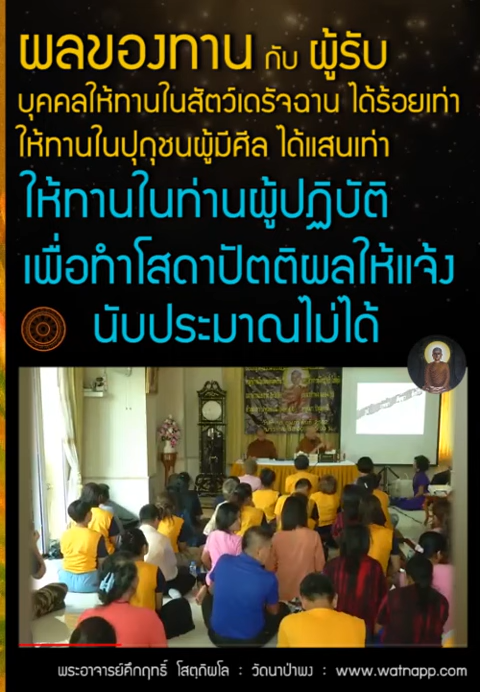 ผลของทาน กับ ผู้รับ
บุคคลให้ทานในสัตว์เดรัจฉาน ได้ร้อยเท่า
ให้ทานในปุถุชนผู้มีศีล ได้แสนเท่า
ให้ทานในท่านผู้ปฏิบัติ
เพื่อทำโสดาปัตติผลให้แจ้ง
นับประมาณไม่ได้
พระอาจารย์คึกฤทธิ์ โสตฺถิผโล : วัดนาป่าพง : www.watnapp.com